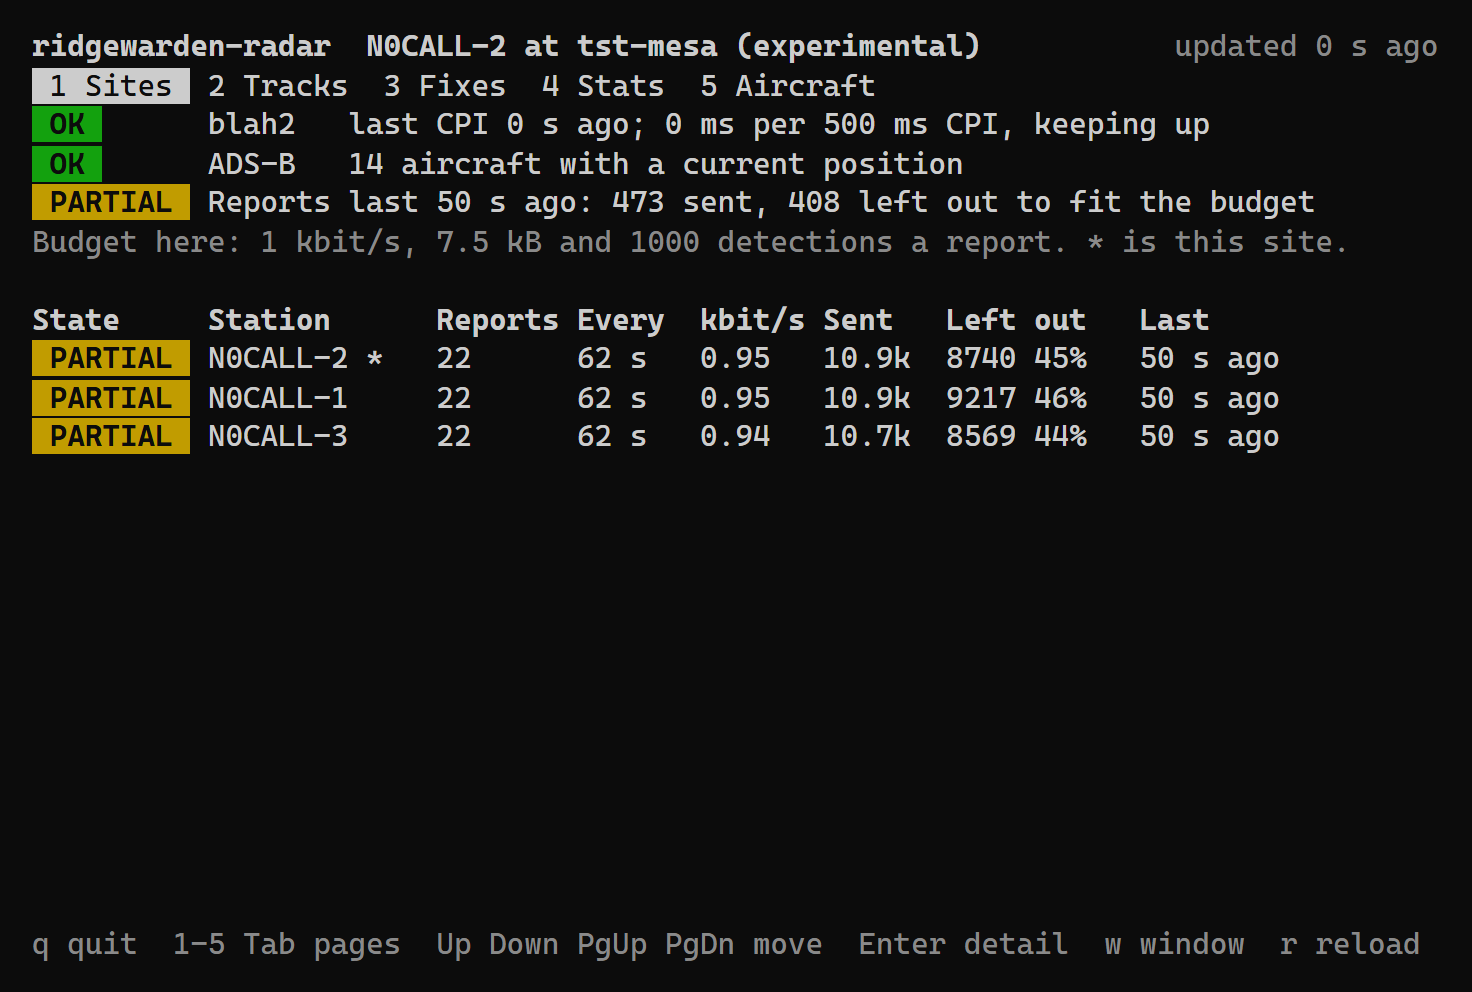 ridgewarden-radar  N0CALL-2 at tst-mesa (experimental)           updated 0 s ago
 1 Sites  2 Tracks  3 Fixes  4 Stats  5 Aircraft
 OK       blah2   last CPI 0 s ago; 0 ms per 500 ms CPI, keeping up
 OK       ADS-B   14 aircraft with a current position
 PARTIAL  Reports last 50 s ago: 473 sent, 408 left out to fit the budget
Budget here: 1 kbit/s, 7.5 kB and 1000 detections a report. * is this site.
State     Station      Reports Every  kbit/s Sent   Left out   Last
 PARTIAL  N0CALL-2 *   22      62 s   0.95   10.9k  8740 45%   50 s ago
 PARTIAL  N0CALL-1     22      62 s   0.95   10.9k  9217 46%   50 s ago
 PARTIAL  N0CALL-3     22      62 s   0.94   10.7k  8569 44%   50 s ago
q quit  1-5 Tab pages  Up Down PgUp PgDn move  Enter detail  w window  r reload